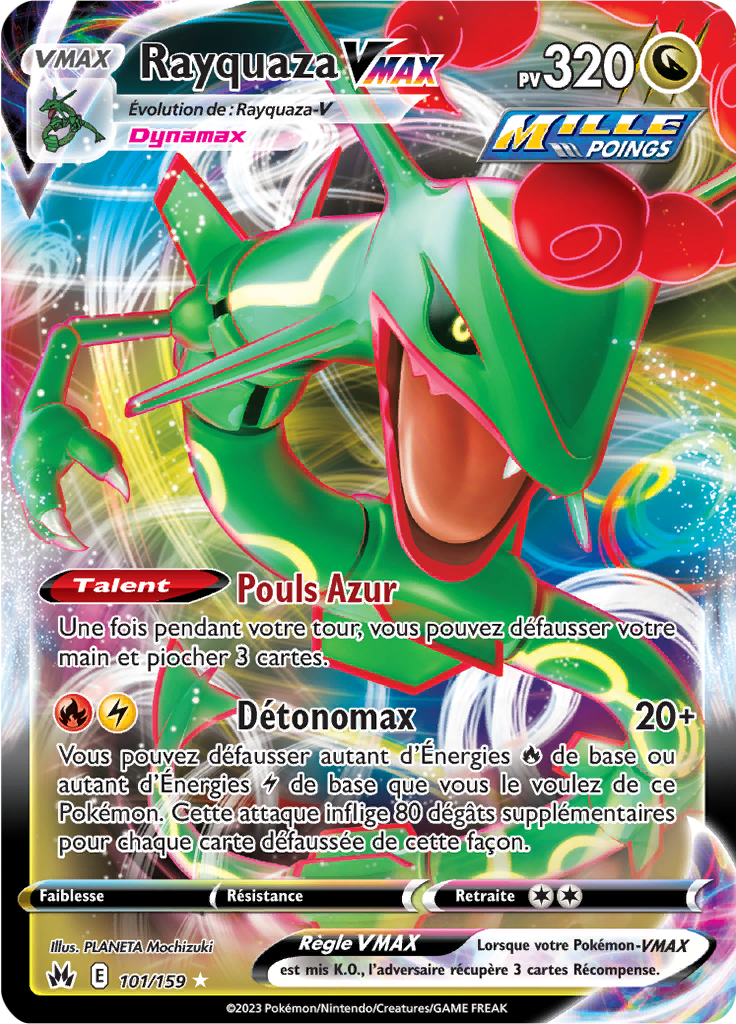 VMAX
Rayquaza VMAX
PV 320
Évolution de : Rayquaza-V
Dynamax
MILLE
POINGS
Talent Pouls Azur
Une fois pendant votre tour, vous pouvez défausser votre
main et piocher 3 cartes.
Détonomax 20+
Vous pouvez défausser autant d'Énergies de base ou
autant d'Énergies de base que vous le voulez de ce
Pokémon. Cette attaque inflige 80 dégâts supplémentaires
pour chaque carte défaussée de cette façon.
Faiblesse Résistance Retraite
Illus. PLANETA Mochizuki
Règle VMAX Lorsque votre Pokémon-VMAX
est mis K.O., l'adversaire récupère 3 cartes Récompense.
E 101/159
©2023 Pokémon/Nintendo/Creatures/GAME FREAK